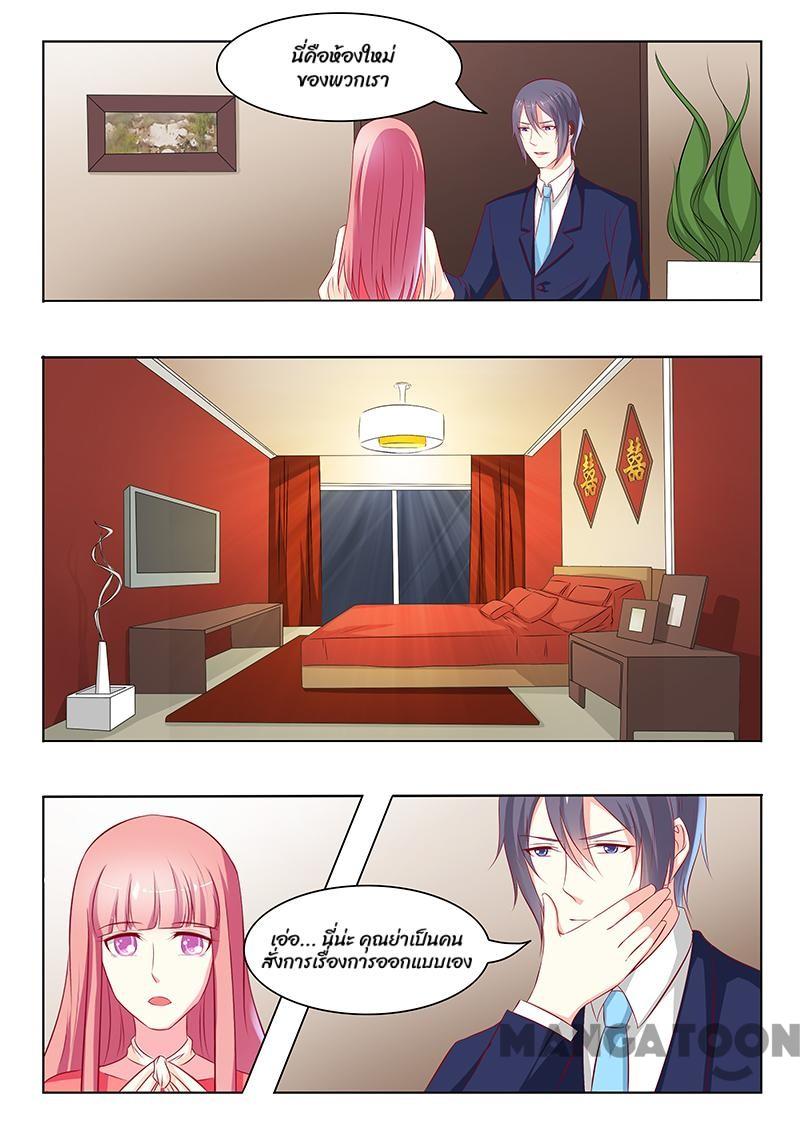 นี่คือห้องใหม่
ของพวกเรา
囍
囍
เอ่อ... นี่น่ะ คุณย่าเป็นคน
สั่งการเรื่องการออกแบบเอง
MANGATOON